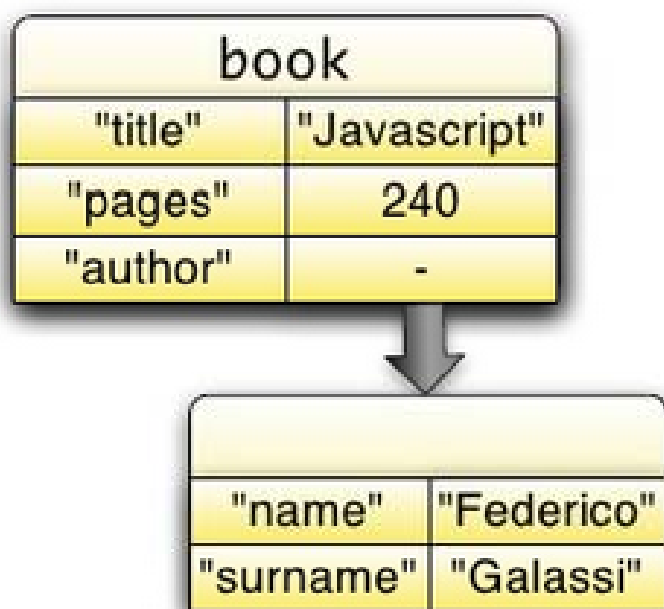 book
"title" "Javascript"
"pages" 240
"author" -
"name" "Federico"
"surname" "Galassi"